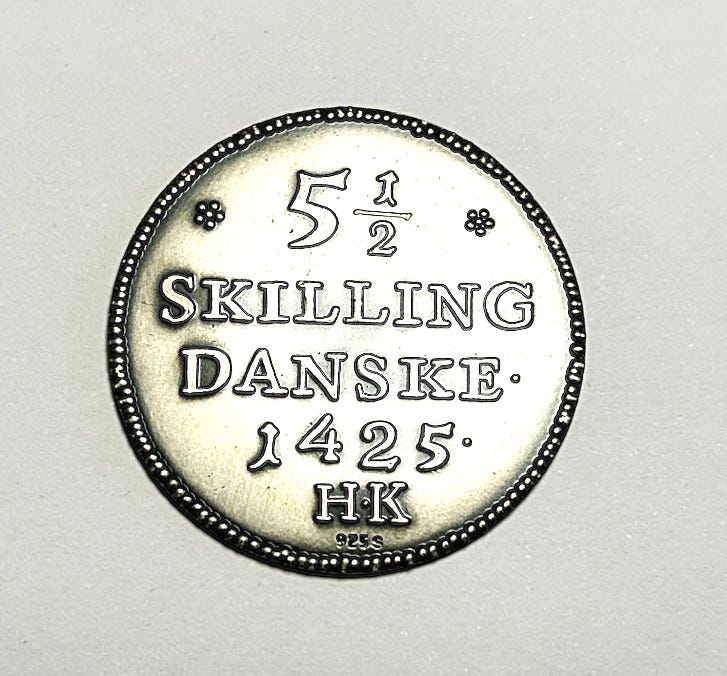 5 1/2
SKILLING
DANSKE·
1425·
H·K
925S